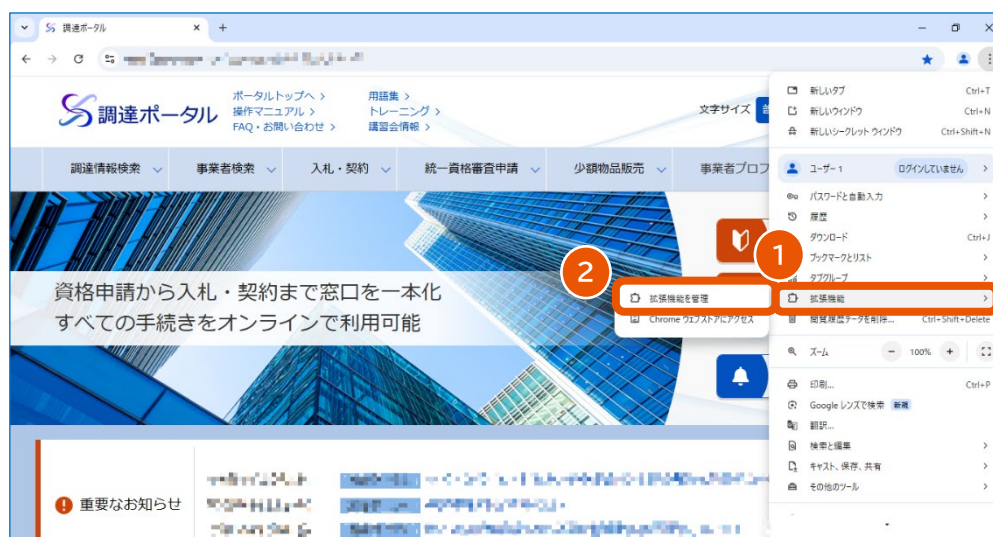 調達ポータル
調達ポータル
ポータルトップへ >
操作マニュアル >
FAQ・お問い合わせ >
用語集 >
トレーニング >
講習会情報 >
文字サイズ
調達情報検索
事業者検索
入札・契約
統一資格審査申請
少額物品販売
事業者プロフ
資格申請から入札・契約まで窓口を一本化
すべての手続きをオンラインで利用可能
重要なお知らせ
新しいタブ Ctrl+T
新しいウィンドウ Ctrl+N
新しいシークレット ウィンドウ Ctrl+Shift+N
ユーザー 1 ログインしていません
パスワードと自動入力
履歴
ダウンロード Ctrl+J
ブックマークとリスト
タブグループ
1
拡張機能
2
拡張機能を管理
Chrome ウェブストアにアクセス
閲覧履歴データを削除... Ctrl+Shift+Delete
ズーム - 100% +
印刷... Ctrl+P
Google レンズで検索 新規
翻訳...
検索と編集
キャスト、保存、共有
その他のツール